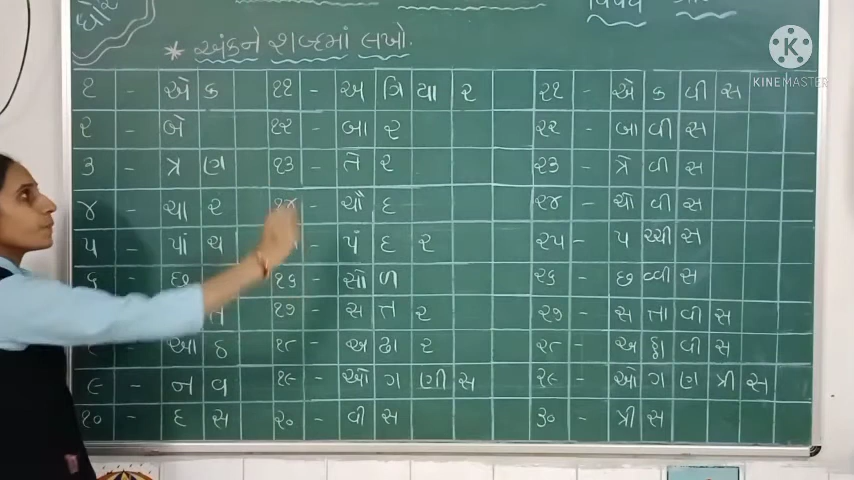 ધોર
* અંકને શબ્દમાં લખો.
KINEMASTER
૧ - એક ૧૧ - અગિયાર ૨૧ - એકવીસ
૨ - બે ૧૨ - બાર ૨૨ - બાવીસ
૩ - ત્રણ ૧૩ - તેર ૨૩ - ત્રેવીસ
૪ - ચાર ૧૪ - ચૌદ ૨૪ - ચોવીસ
૫ - પાંચ - પંદર ૨૫ - પચ્ચીસ
૬ - છ ૧૬ - સોળ ૨૬ - છવ્વીસ
ત ૧૭ - સત્તર ૨૭ - સત્તાવીસ
- આઠ ૧૮ - અઢાર ૨૮ - અઠ્ઠાવીસ
૯ - નવ ૧૯ - ઓગણીસ ૨૯ - ઓગણત્રીસ
૧૦ - દસ ૨૦ - વીસ ૩૦ - ત્રીસ